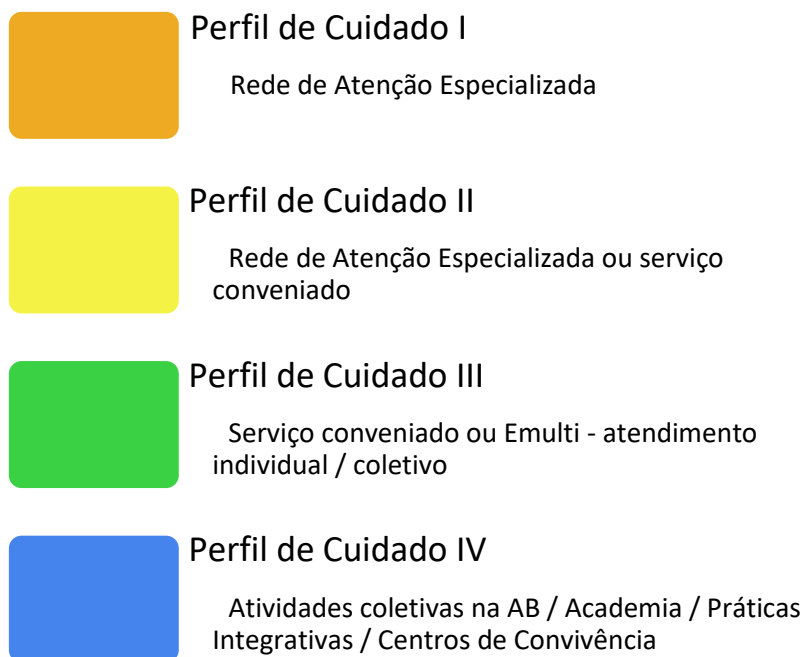 Perfil de Cuidado I
Rede de Atenção Especializada
Perfil de Cuidado II
Rede de Atenção Especializada ou serviço
conveniado
Perfil de Cuidado III
Serviço conveniado ou Emulti - atendimento
individual / coletivo
Perfil de Cuidado IV
Atividades coletivas na AB / Academia / Práticas
Integrativas / Centros de Convivência